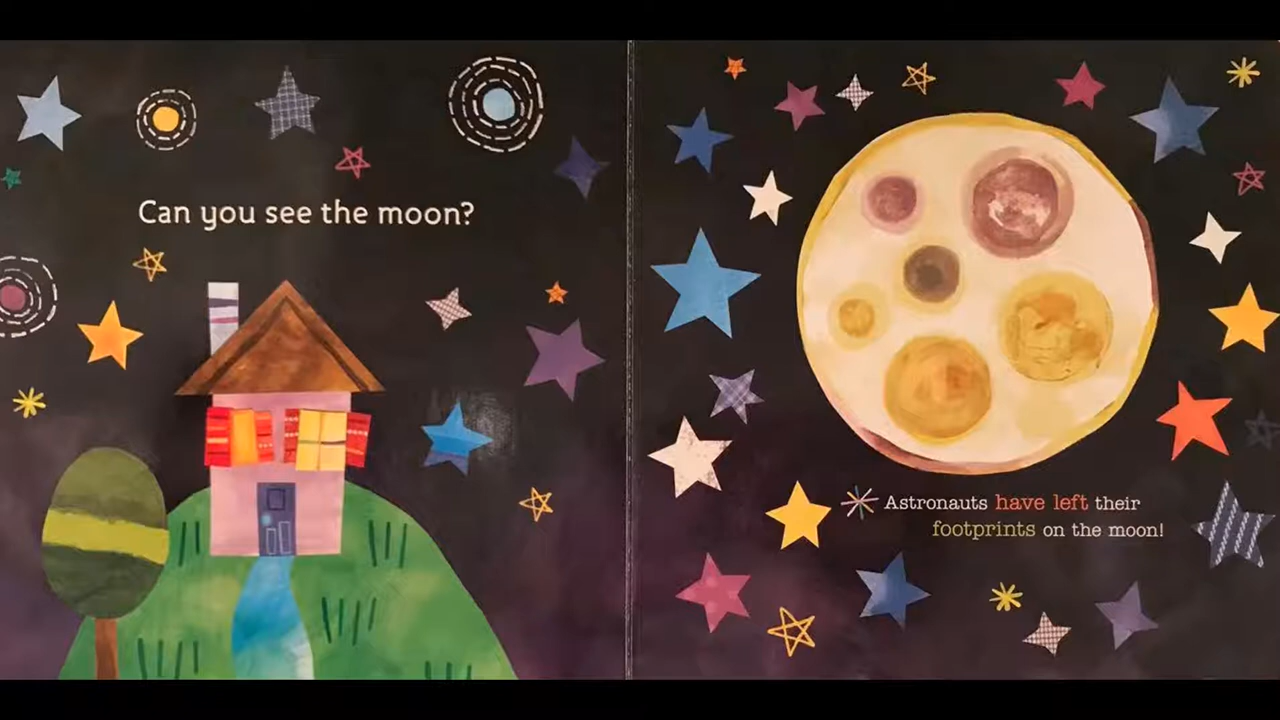 Can you see the moon?
Astronauts have left their
footprints on the moon!